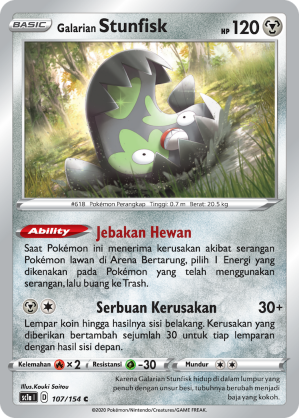 BASIC Galarian Stunfisk HP 120
#618 Pokémon Perangkap Tinggi: 0.7 m Berat: 20.5 kg
Ability Jebakan Hewan
Saat Pokémon ini menerima kerusakan akibat serangan
Pokémon lawan di Arena Bertarung, pilih 1 Energi yang
dikenakan pada Pokémon yang telah menggunakan
serangan, lalu buang ke Trash.
Serbuan Kerusakan 30+
Lempar koin hingga hasilnya sisi belakang. Kerusakan yang
diberikan bertambah sejumlah 30 untuk tiap lemparan
dengan hasil sisi depan.
Kelemahan ×2 Resistansi -30 Mundur
Illus. Kouki Saitou
sc1a I D 107/154 C
Karena Galarian Stunfisk hidup di dalam lumpur yang
penuh dengan zat besi, tubuhnya berubah menjadi
baja yang kokoh.
©2020 Pokémon/Nintendo/Creatures/GAME FREAK.